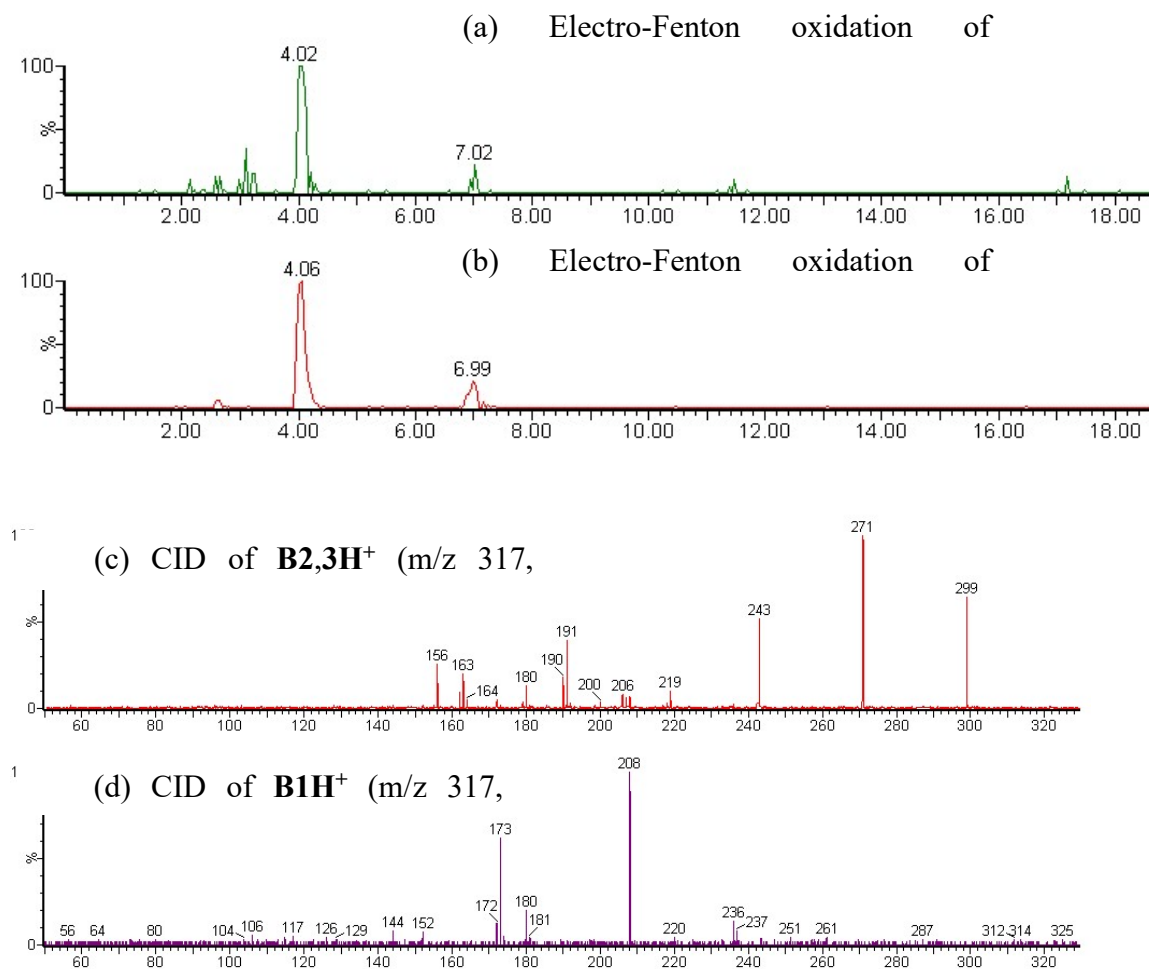 (a) Electro-Fenton oxidation of
4.02
100
%
7.02
0
2.00 4.00 6.00 8.00 10.00 12.00 14.00 16.00 18.00
(b) Electro-Fenton oxidation of
4.06
100
%
6.99
0
2.00 4.00 6.00 8.00 10.00 12.00 14.00 16.00 18.00
1
271
(c) CID of B2,3H+ (m/z 317,
299
243
%
191
156
163
190
180
164
200 206 219
0
60 80 100 120 140 160 180 200 220 240 260 280 300 320
1
208
(d) CID of B1H+ (m/z 317,
173
%
172 180 236
56 64 80 104 106 117 126 129 144 152 181 220 237 251 261 287 312 314 325
0
60 80 100 120 140 160 180 200 220 240 260 280 300 320